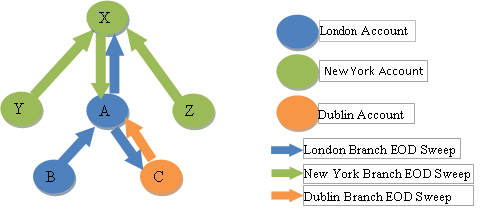 X
London Account
New York Account
Y
A
Z
Dublin Account
London Branch EOD Sweep
B
C
New York Branch EOD Sweep
Dublin Branch EOD Sweep